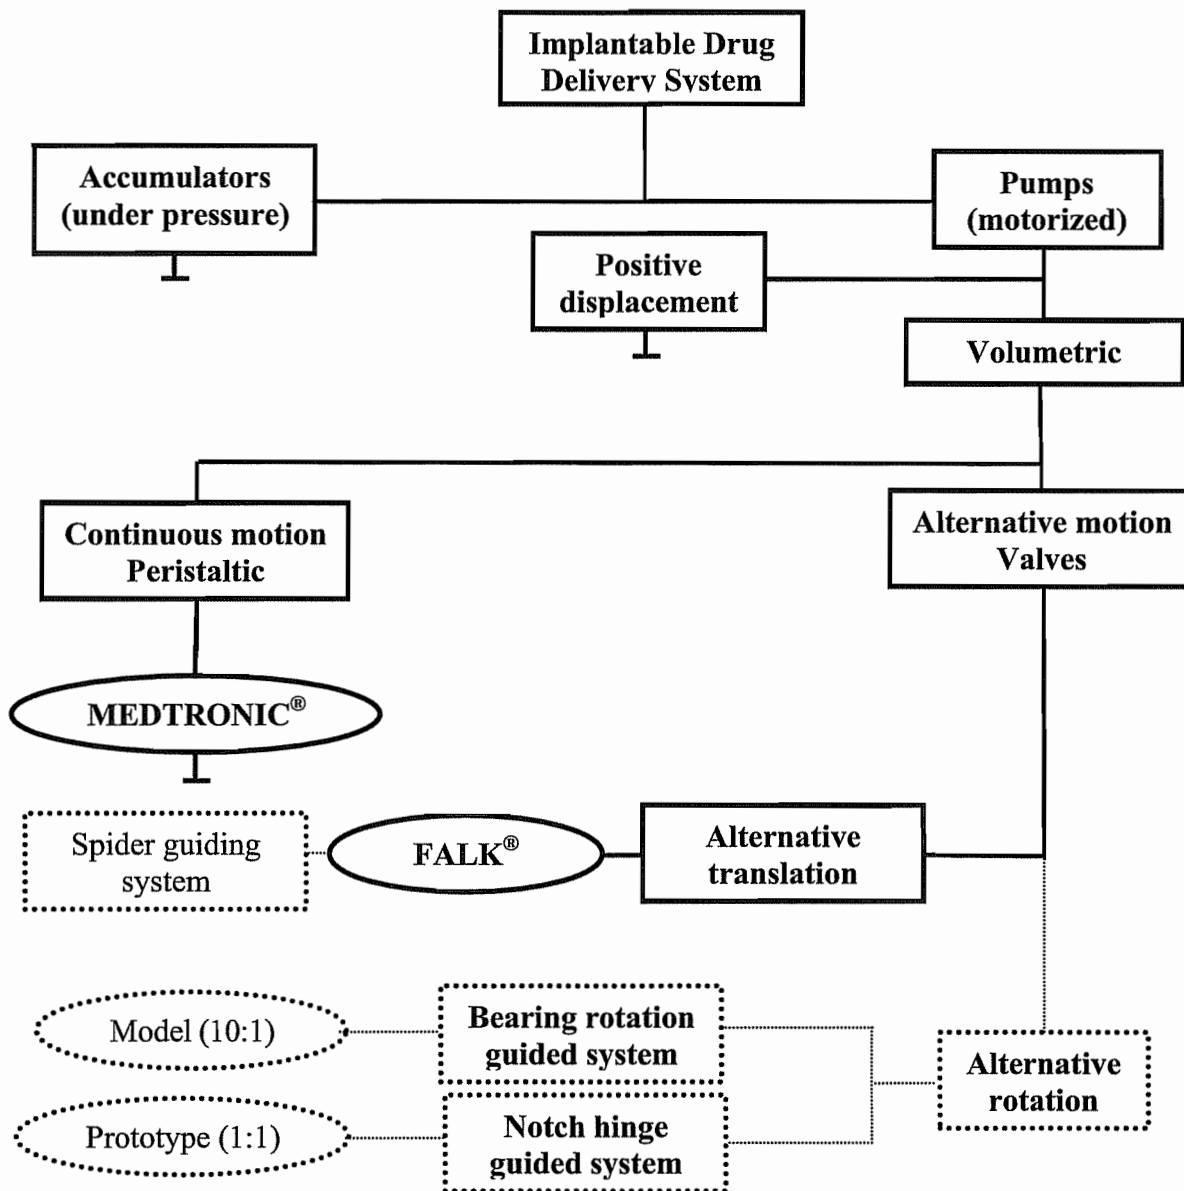 Implantable Drug
Delivery System
Accumulators
(under pressure)
Pumps
(motorized)
Positive
displacement
Volumetric
Continuous motion
Peristaltic
Alternative motion
Valves
MEDTRONIC®
Spider guiding
system
FALK®
Alternative
translation
Model (10:1)
Bearing rotation
guided system
Alternative
rotation
Prototype (1:1)
Notch hinge
guided system